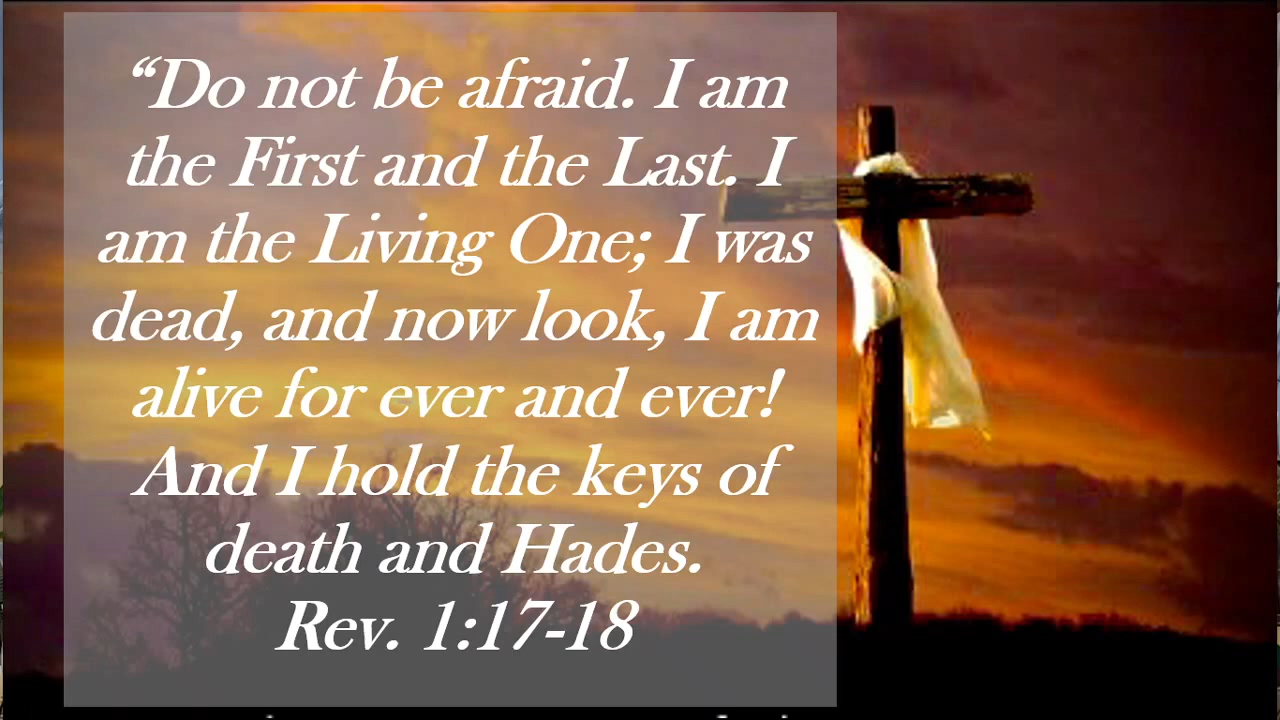 “Do not be afraid. I am
the First and the Last. I
am the Living One; I was
dead, and now look, I am
alive for ever and ever!
And I hold the keys of
death and Hades.
Rev. 1:17-18